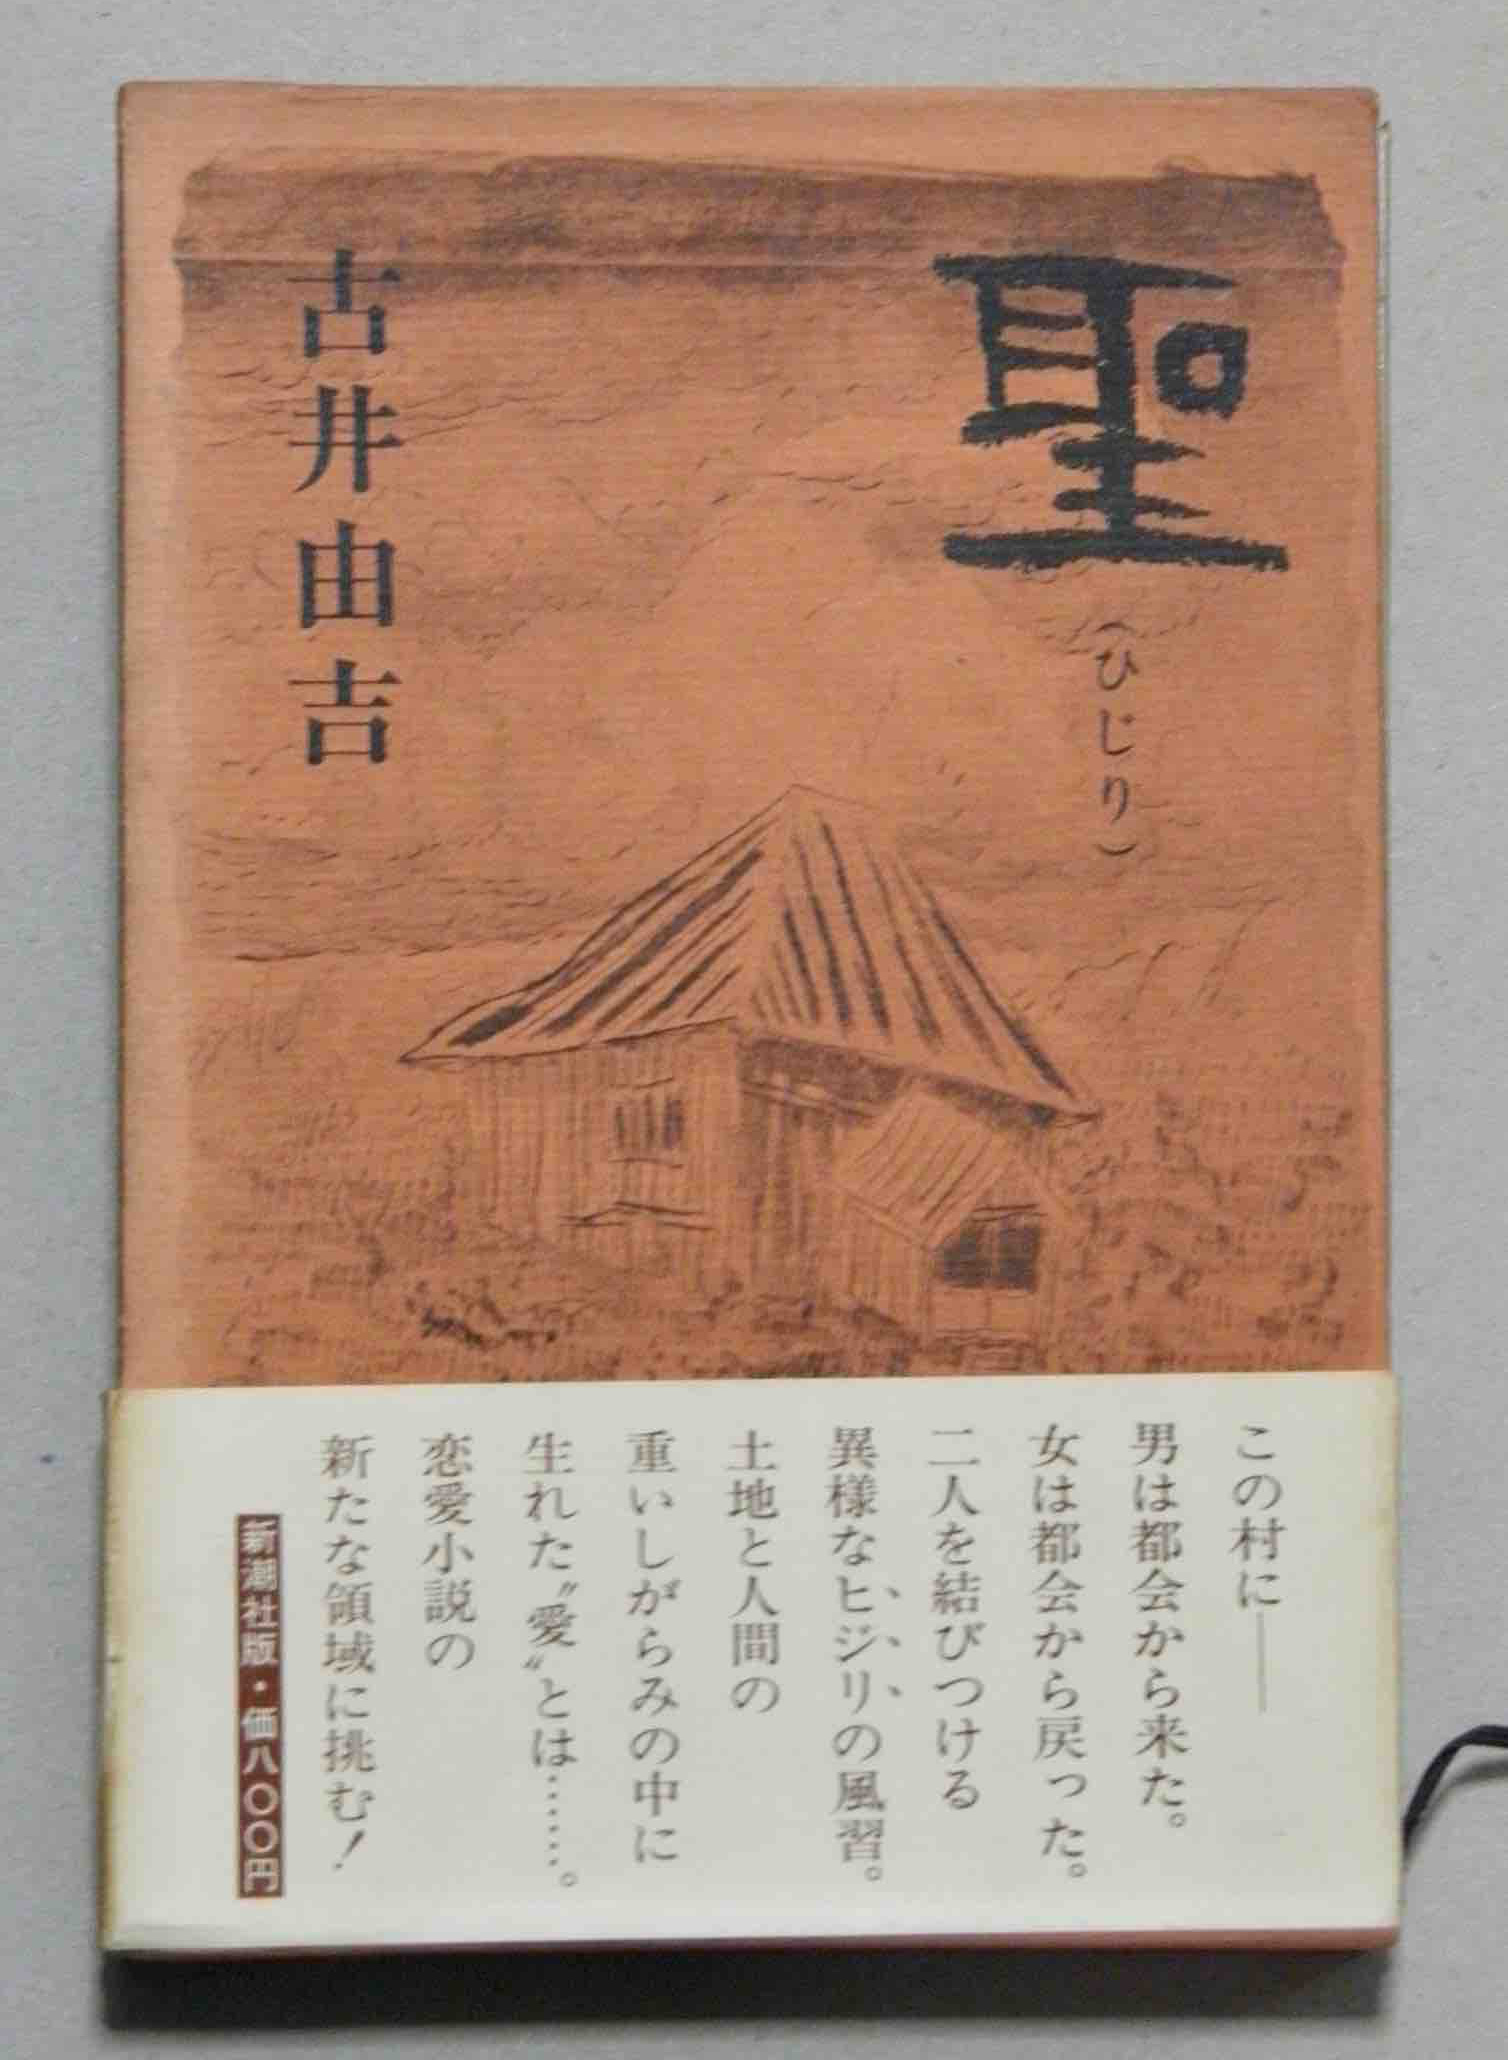 聖
（ひじり）
古井由吉
この村に――
男は都会から来た。
女は都会から戻った。
二人を結びつける
異様なヒジリの風習。
土地と人間の
重いしがらみの中に
生れた〝愛〟とは……。
恋愛小説の
新たな領域に挑む！
新潮社版・価八〇〇円